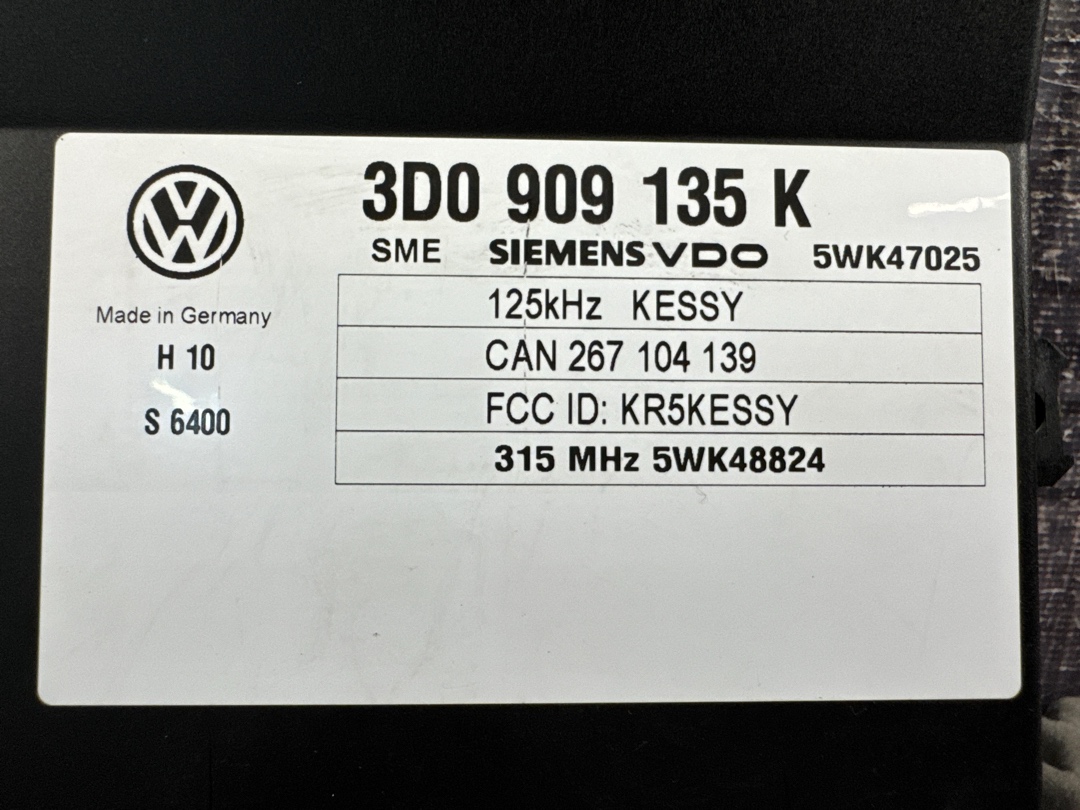 3D0 909 135 K
SME SIEMENS VDO 5WK47025
Made in Germany
H 10
S 6400
125kHz KESSY
CAN 267 104 139
FCC ID: KR5KESSY
315 MHz 5WK48824